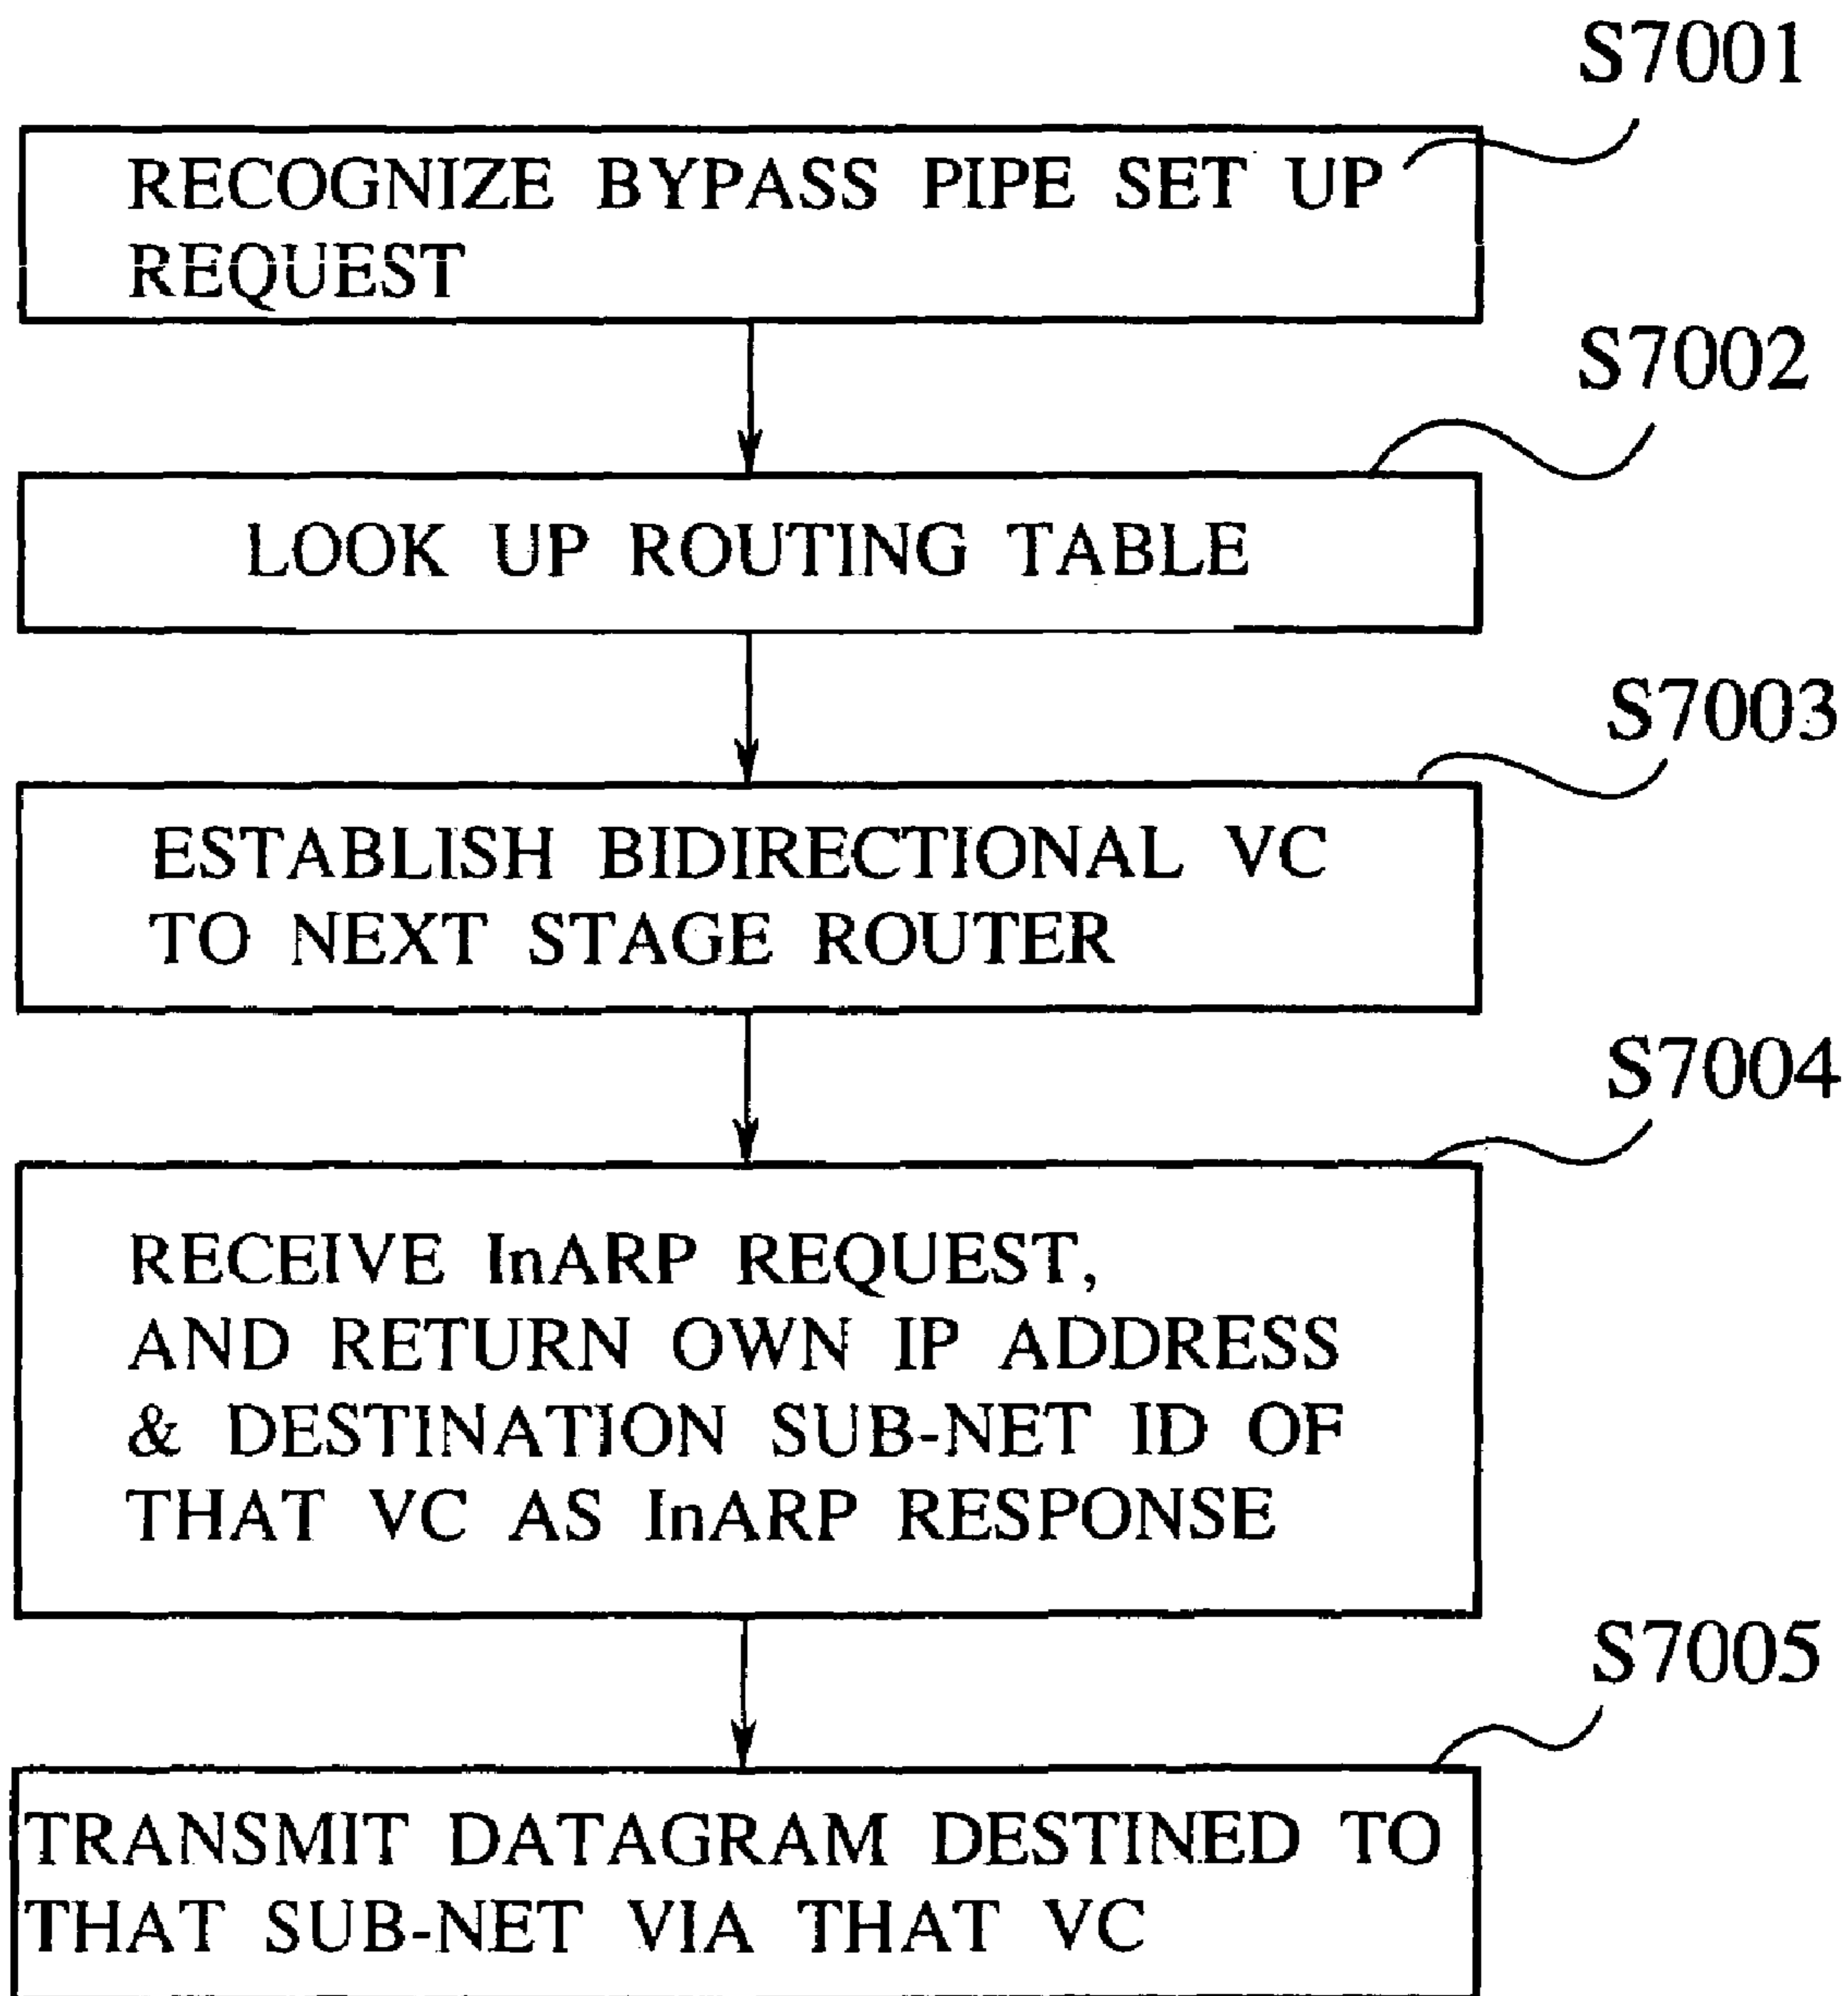 S7001
RECOGNIZE BYPASS PIPE SET UP
REQUEST
S7002
LOOK UP ROUTING TABLE
S7003
ESTABLISH BIDIRECTIONAL VC
TO NEXT STAGE ROUTER
S7004
RECEIVE InARP REQUEST,
AND RETURN OWN IP ADDRESS
& DESTINATION SUB-NET ID OF
THAT VC AS InARP RESPONSE
S7005
TRANSMIT DATAGRAM DESTINED TO
THAT SUB-NET VIA THAT VC